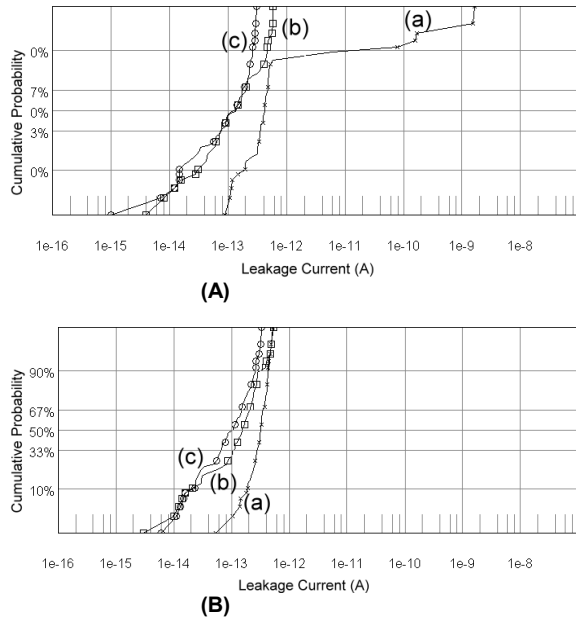 (a)
(b)
(c)
0%
7%
0%
3%
0%
Cumulative Probability
1e-16 1e-15 1e-14 1e-13 1e-12 1e-11 1e-10 1e-9 1e-8
Leakage Current (A)
(A)
90%
67%
50%
33%
10%
Cumulative Probability
(c)
(b)
(a)
1e-16 1e-15 1e-14 1e-13 1e-12 1e-11 1e-10 1e-9 1e-8
Leakage Current (A)
(B)